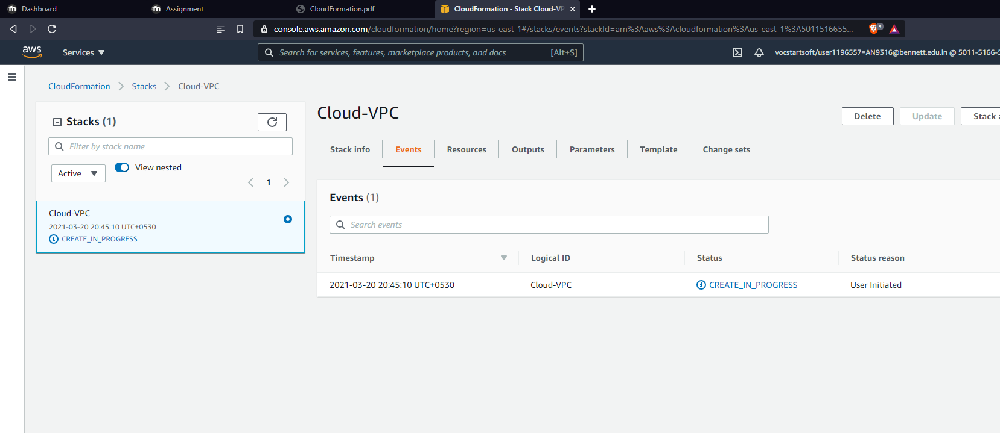 Dashboard
Assignment
CloudFormation.pdf
CloudFormation - Stack Cloud-VP
console.aws.amazon.com/cloudformation/home?region=us-east-1#/stacks/events?stackId=arn%3Aaws%3Acloudformation%3Aus-east-1%3A5011516655...
3
aws
Services
Search for services, features, marketplace products, and docs
[Alt+S]
vocstartsoft/user1196557=AN9316@bennett.edu.in @ 5011-5166-5
CloudFormation
Stacks
Cloud-VPC
Stacks (1)
Filter by stack name
Active
View nested
1
Cloud-VPC
2021-03-20 20:45:10 UTC+0530
CREATE_IN_PROGRESS
Cloud-VPC
Delete
Update
Stack a
Stack info
Events
Resources
Outputs
Parameters
Template
Change sets
Events (1)
Search events
Timestamp
Logical ID
Status
Status reason
2021-03-20 20:45:10 UTC+0530
Cloud-VPC
CREATE_IN_PROGRESS
User Initiated